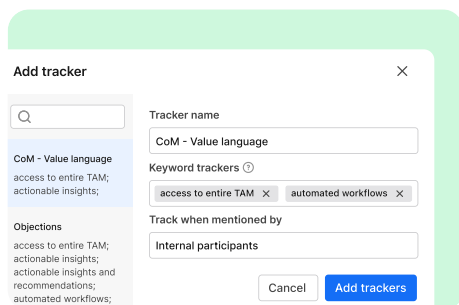 Add tracker
CoM - Value language
access to entire TAM;
actionable insights;
Objections
access to entire TAM;
actionable insights;
actionable insights and
recommendations;
automated workflows;
Tracker name
CoM - Value language
Keyword trackers ?
access to entire TAM × automated workflows ×
Track when mentioned by
Internal participants
Cancel Add trackers